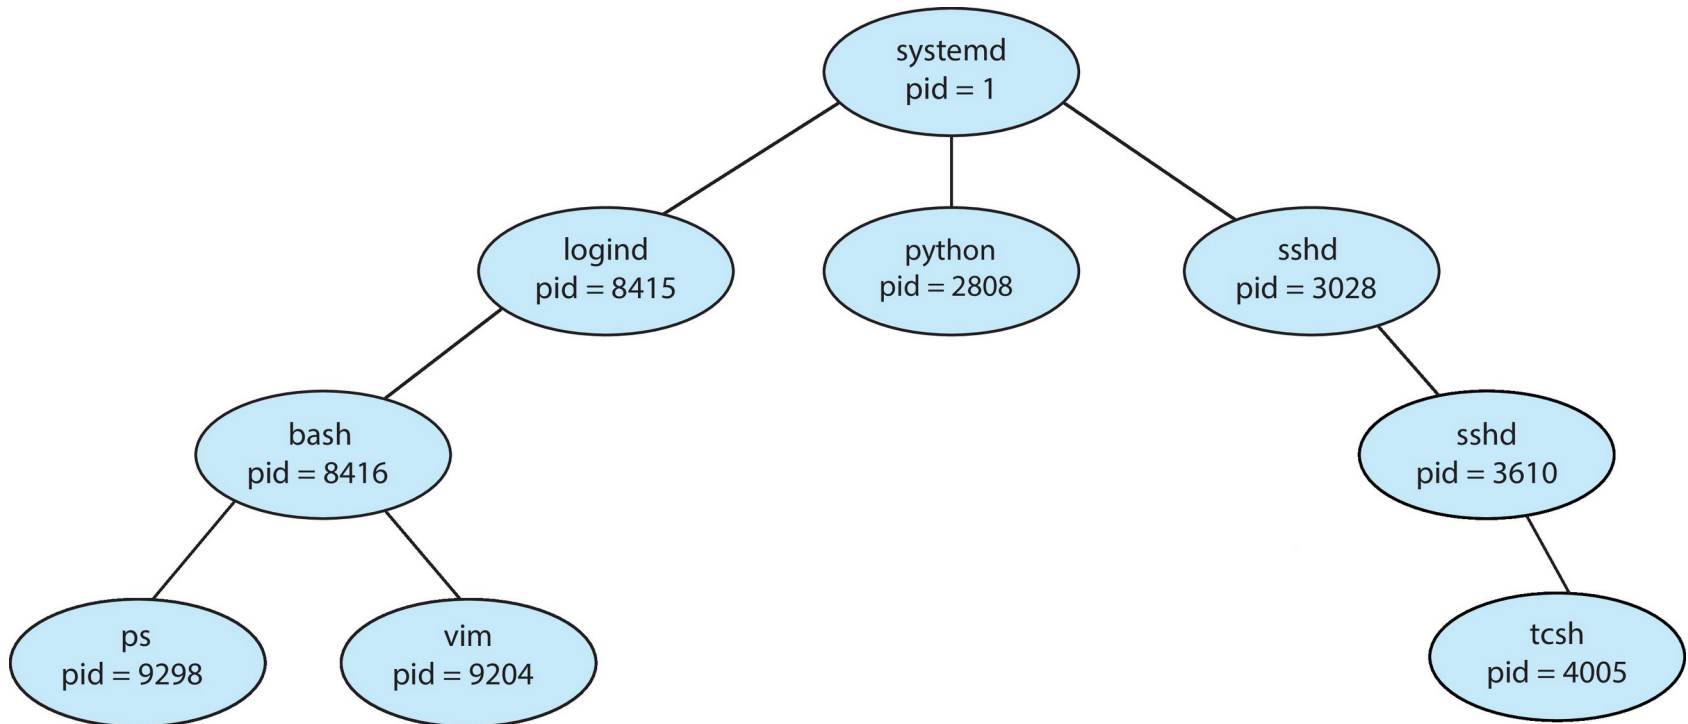 systemd
pid = 1
logind
pid = 8415
python
pid = 2808
sshd
pid = 3028
bash
pid = 8416
sshd
pid = 3610
ps
pid = 9298
vim
pid = 9204
tcsh
pid = 4005